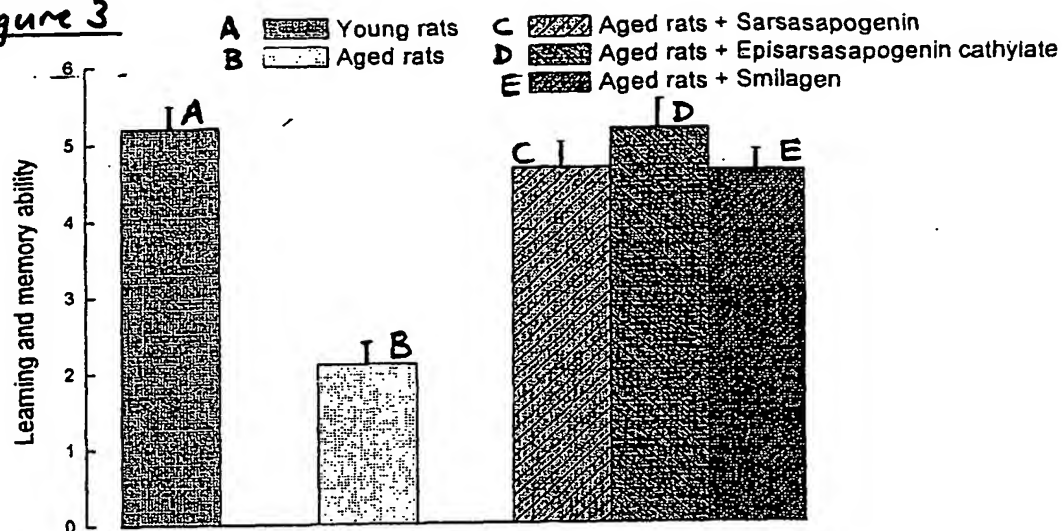 Figure 3
A Young rats
B Aged rats
C Aged rats + Sarsasapogenin
D Aged rats + Episarsasapogenin cathylate
E Aged rats + Smilagen
6
5
4
3
2
1
0
Learning and memory ability
A
B
C
D
E